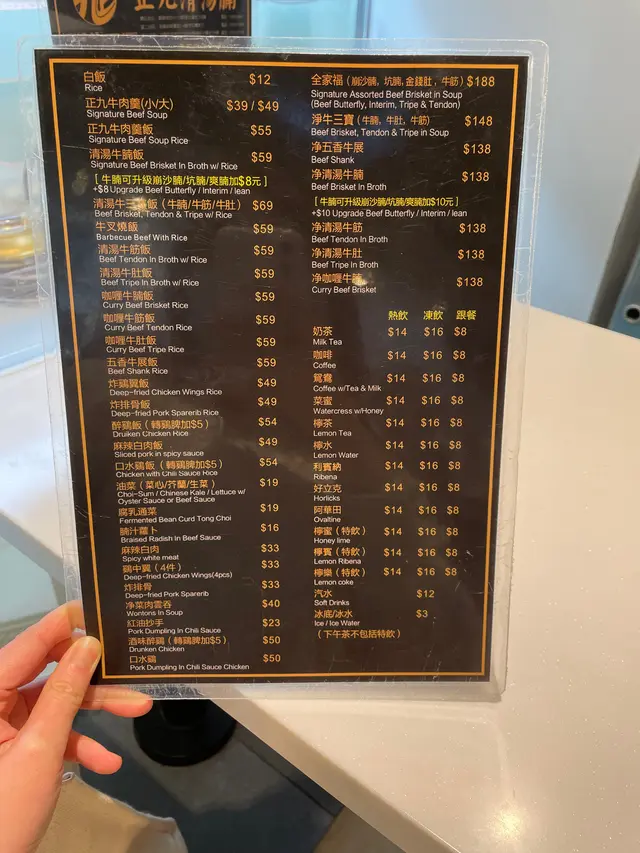 正九清湯腩
白飯 $12
Rice
正九牛肉羹(小/大) $39 / $49
Signature Beef Soup
正九牛肉羹飯 $55
Signature Beef Soup Rice
清湯牛腩飯 $59
Signature Beef Brisket In Broth w/ Rice
[ 牛腩可升級崩沙腩/坑腩/爽腩加$8元 ]
+$8 Upgrade Beef Butterfly / Interim / lean
清湯牛三寶飯（牛腩/牛筋/牛肚） $69
Beef Brisket, Tendon & Tripe w/ Rice
牛叉燒飯 $59
Barbecue Beef With Rice
清湯牛筋飯 $59
Beef Tendon In Broth w/ Rice
清湯牛肚飯 $59
Beef Tripe In Broth w/ Rice
咖喱牛腩飯 $59
Curry Beef Brisket Rice
咖喱牛筋飯 $59
Curry Beef Tendon Rice
咖喱牛肚飯 $59
Curry Beef Tripe Rice
五香牛展飯 $59
Beef Shank Rice
炸鷄翼飯 $49
Deep-fried Chicken Wings Rice
炸排骨飯 $49
Deep-fried Pork Sparerib Rice
醉鷄飯（轉鷄脾加$5） $54
Druiken Chicken Rice
麻辣白肉飯 $49
Sliced pork in spicy sauce
口水鷄飯（轉鷄脾加$5） $54
Chicken with Chili Sauce Rice
油菜（菜心/芥蘭/生菜） $19
Choi-Sum / Chinese Kale / Lettuce w/
Oyster Sauce or Beef Sauce
腐乳通菜 $19
Fermented Bean Curd Tong Choi
腩汁蘿卜 $16
Braised Radish In Beef Sauce
麻辣白肉 $33
Spicy white meat
鷄中翼（4件） $33
Deep-fried Chicken Wings(4pcs)
炸排骨 $33
Deep-fried Pork Sparerib
净菜肉雲吞 $40
Wontons In Soup
紅油抄手 $23
Pork Dumpling In Chili Sauce
酒味醉鷄（轉鷄脾加$5） $50
Drunken Chicken
口水鷄 $50
Pork Dumpling In Chili Sauce Chicken
全家福（崩沙腩, 坑腩, 金錢肚, 牛筋） $188
Signature Assorted Beef Brisket in Soup
(Beef Butterfly, Interim, Tripe & Tendon)
淨牛三寶（牛腩, 牛肚, 牛筋） $148
Beef Brisket, Tendon & Tripe in Soup
净五香牛展 $138
Beef Shank
净清湯牛腩 $138
Beef Brisket In Broth
[ 牛腩可升級崩沙腩/坑腩/爽腩加$10元 ]
+$10 Upgrade Beef Butterfly / Interim / lean
净清湯牛筋 $138
Beef Tendon In Broth
净清湯牛肚 $138
Beef Tripe In Broth
净咖喱牛腩 $138
Curry Beef Brisket
熱飲 凍飲 跟餐
奶茶 $14 $16 $8
Milk Tea
咖啡 $14 $16 $8
Coffee
鴛鴦 $14 $16 $8
Coffee w/Tea & Milk
菜蜜 $14 $16 $8
Watercress w/Honey
檸茶 $14 $16 $8
Lemon Tea
檸水 $14 $16 $8
Lemon Water
利賓納 $14 $16 $8
Ribena
好立克 $14 $16 $8
Horlicks
阿華田 $14 $16 $8
Ovaltine
檸蜜（特飲） $14 $16 $8
Honey lime
檸賓（特飲） $14 $16 $8
Lemon Ribena
檸樂（特飲） $14 $16 $8
Lemon coke
汽水 $12
Soft Drinks
冰底/冰水 $3
Ice / Ice Water
（下午茶不包括特飲）